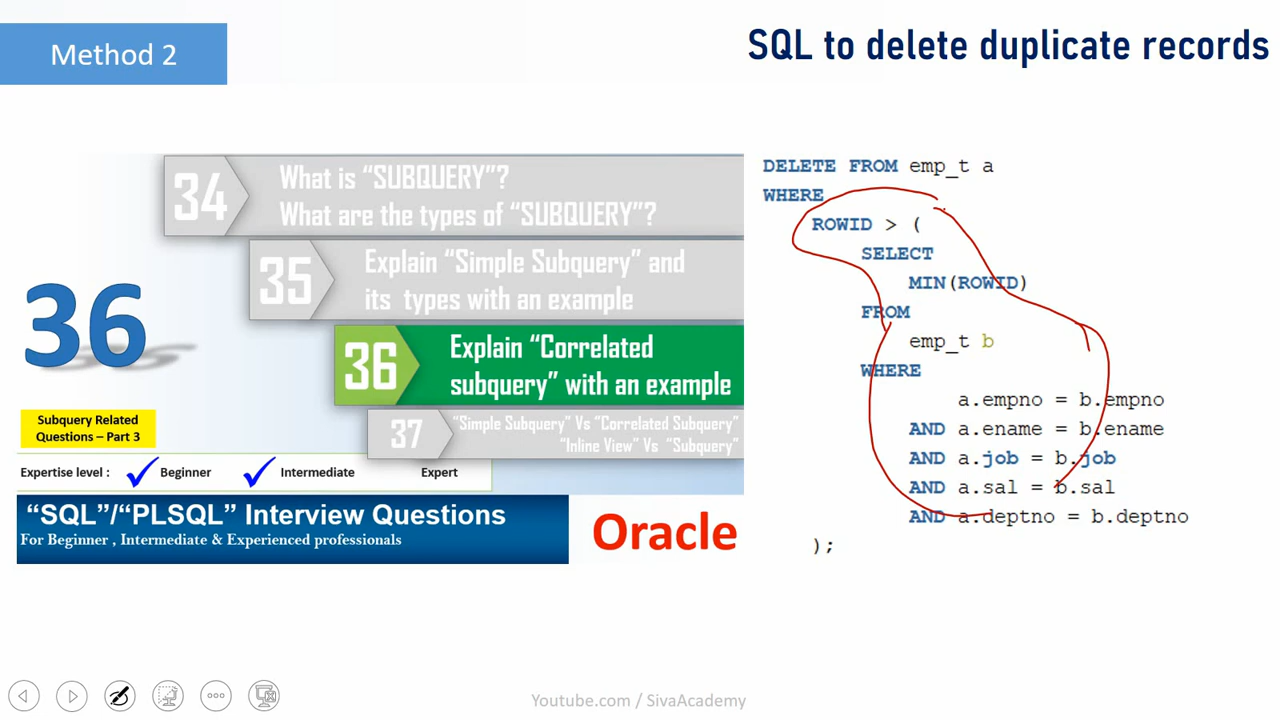 Method 2
SQL to delete duplicate records
34
What is “SUBQUERY”?
What are the types of “SUBQUERY”?
35
Explain “Simple Subquery” and
its types with an example
36
36
Explain “Correlated
subquery” with an example
37
“Simple Subquery” Vs “Correlated Subquery”
“Inline View” Vs “Subquery”
Subquery Related
Questions – Part 3
Expertise level : Beginner Intermediate Expert
“SQL”/“PLSQL” Interview Questions
For Beginner , Intermediate & Experienced professionals
Oracle
DELETE FROM emp_t a
WHERE
ROWID > (
SELECT
MIN(ROWID)
FROM
emp_t b
WHERE
a.empno = b.empno
AND a.ename = b.ename
AND a.job = b.job
AND a.sal = b.sal
AND a.deptno = b.deptno
);
Youtube.com / SivaAcademy